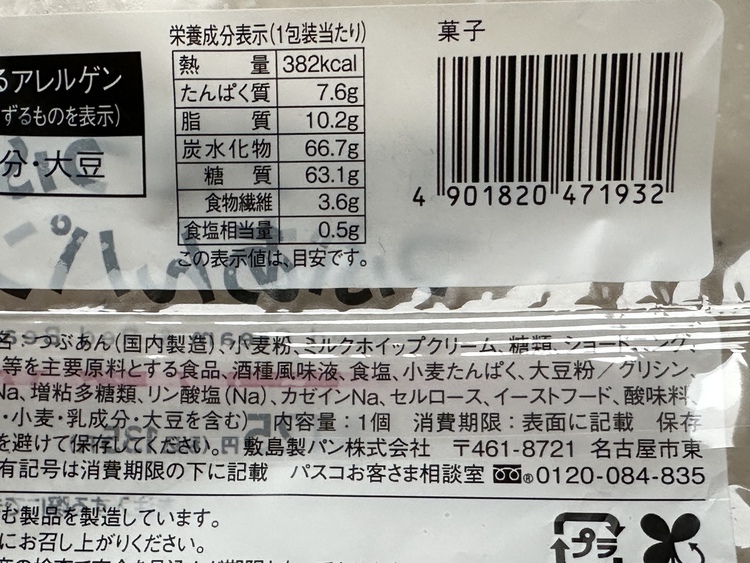 栄養成分表示(1包装当たり)
熱量 382kcal
たんぱく質 7.6g
脂質 10.2g
炭水化物 66.7g
糖質 63.1g
食物繊維 3.6g
食塩相当量 0.5g
この表示値は、目安です。
るアレルゲン
ずるものを表示)
分・大豆
菓子
4 901820 471932
名:つぶあん(国内製造)、小麦粉、ミルクホイップクリーム、糖類、
等を主要原料とする食品、酒種風味液、食塩、小麦たんぱく、大豆粉/グリシン、
Na、増粘多糖類、リン酸塩(Na)、カゼインNa、セルロース、イーストフード、酸味料、
・小麦・乳成分・大豆を含む) 内容量:1個 消費期限:表面に記載 保存
を避けて保存してください。 敷島製パン株式会社 〒461-8721 名古屋市東
有記号は消費期限の下に記載 パスコお客さま相談室 ®0120-084-835
む製品を製造しています。
にお召し上がりください。
プラ